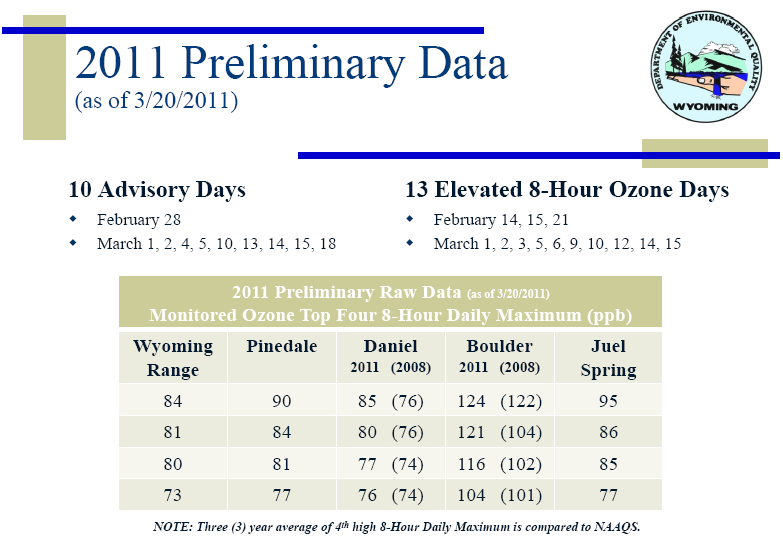 2011 Preliminary Data
(as of 3/20/2011)
DEPARTMENT OF ENVIRONMENTAL QUALITY
WYOMING
10 Advisory Days
◆ February 28
◆ March 1, 2, 4, 5, 10, 13, 14, 15, 18
13 Elevated 8-Hour Ozone Days
◆ February 14, 15, 21
◆ March 1, 2, 3, 5, 6, 9, 10, 12, 14, 15
2011 Preliminary Raw Data (as of 3/20/2011)
Monitored Ozone Top Four 8-Hour Daily Maximum (ppb)
Wyoming Range Pinedale Daniel 2011 (2008) Boulder 2011 (2008) Juel Spring
84 90 85 (76) 124 (122) 95
81 84 80 (76) 121 (104) 86
80 81 77 (74) 116 (102) 85
73 77 76 (74) 104 (101) 77
NOTE: Three (3) year average of 4th high 8-Hour Daily Maximum is compared to NAAQS.